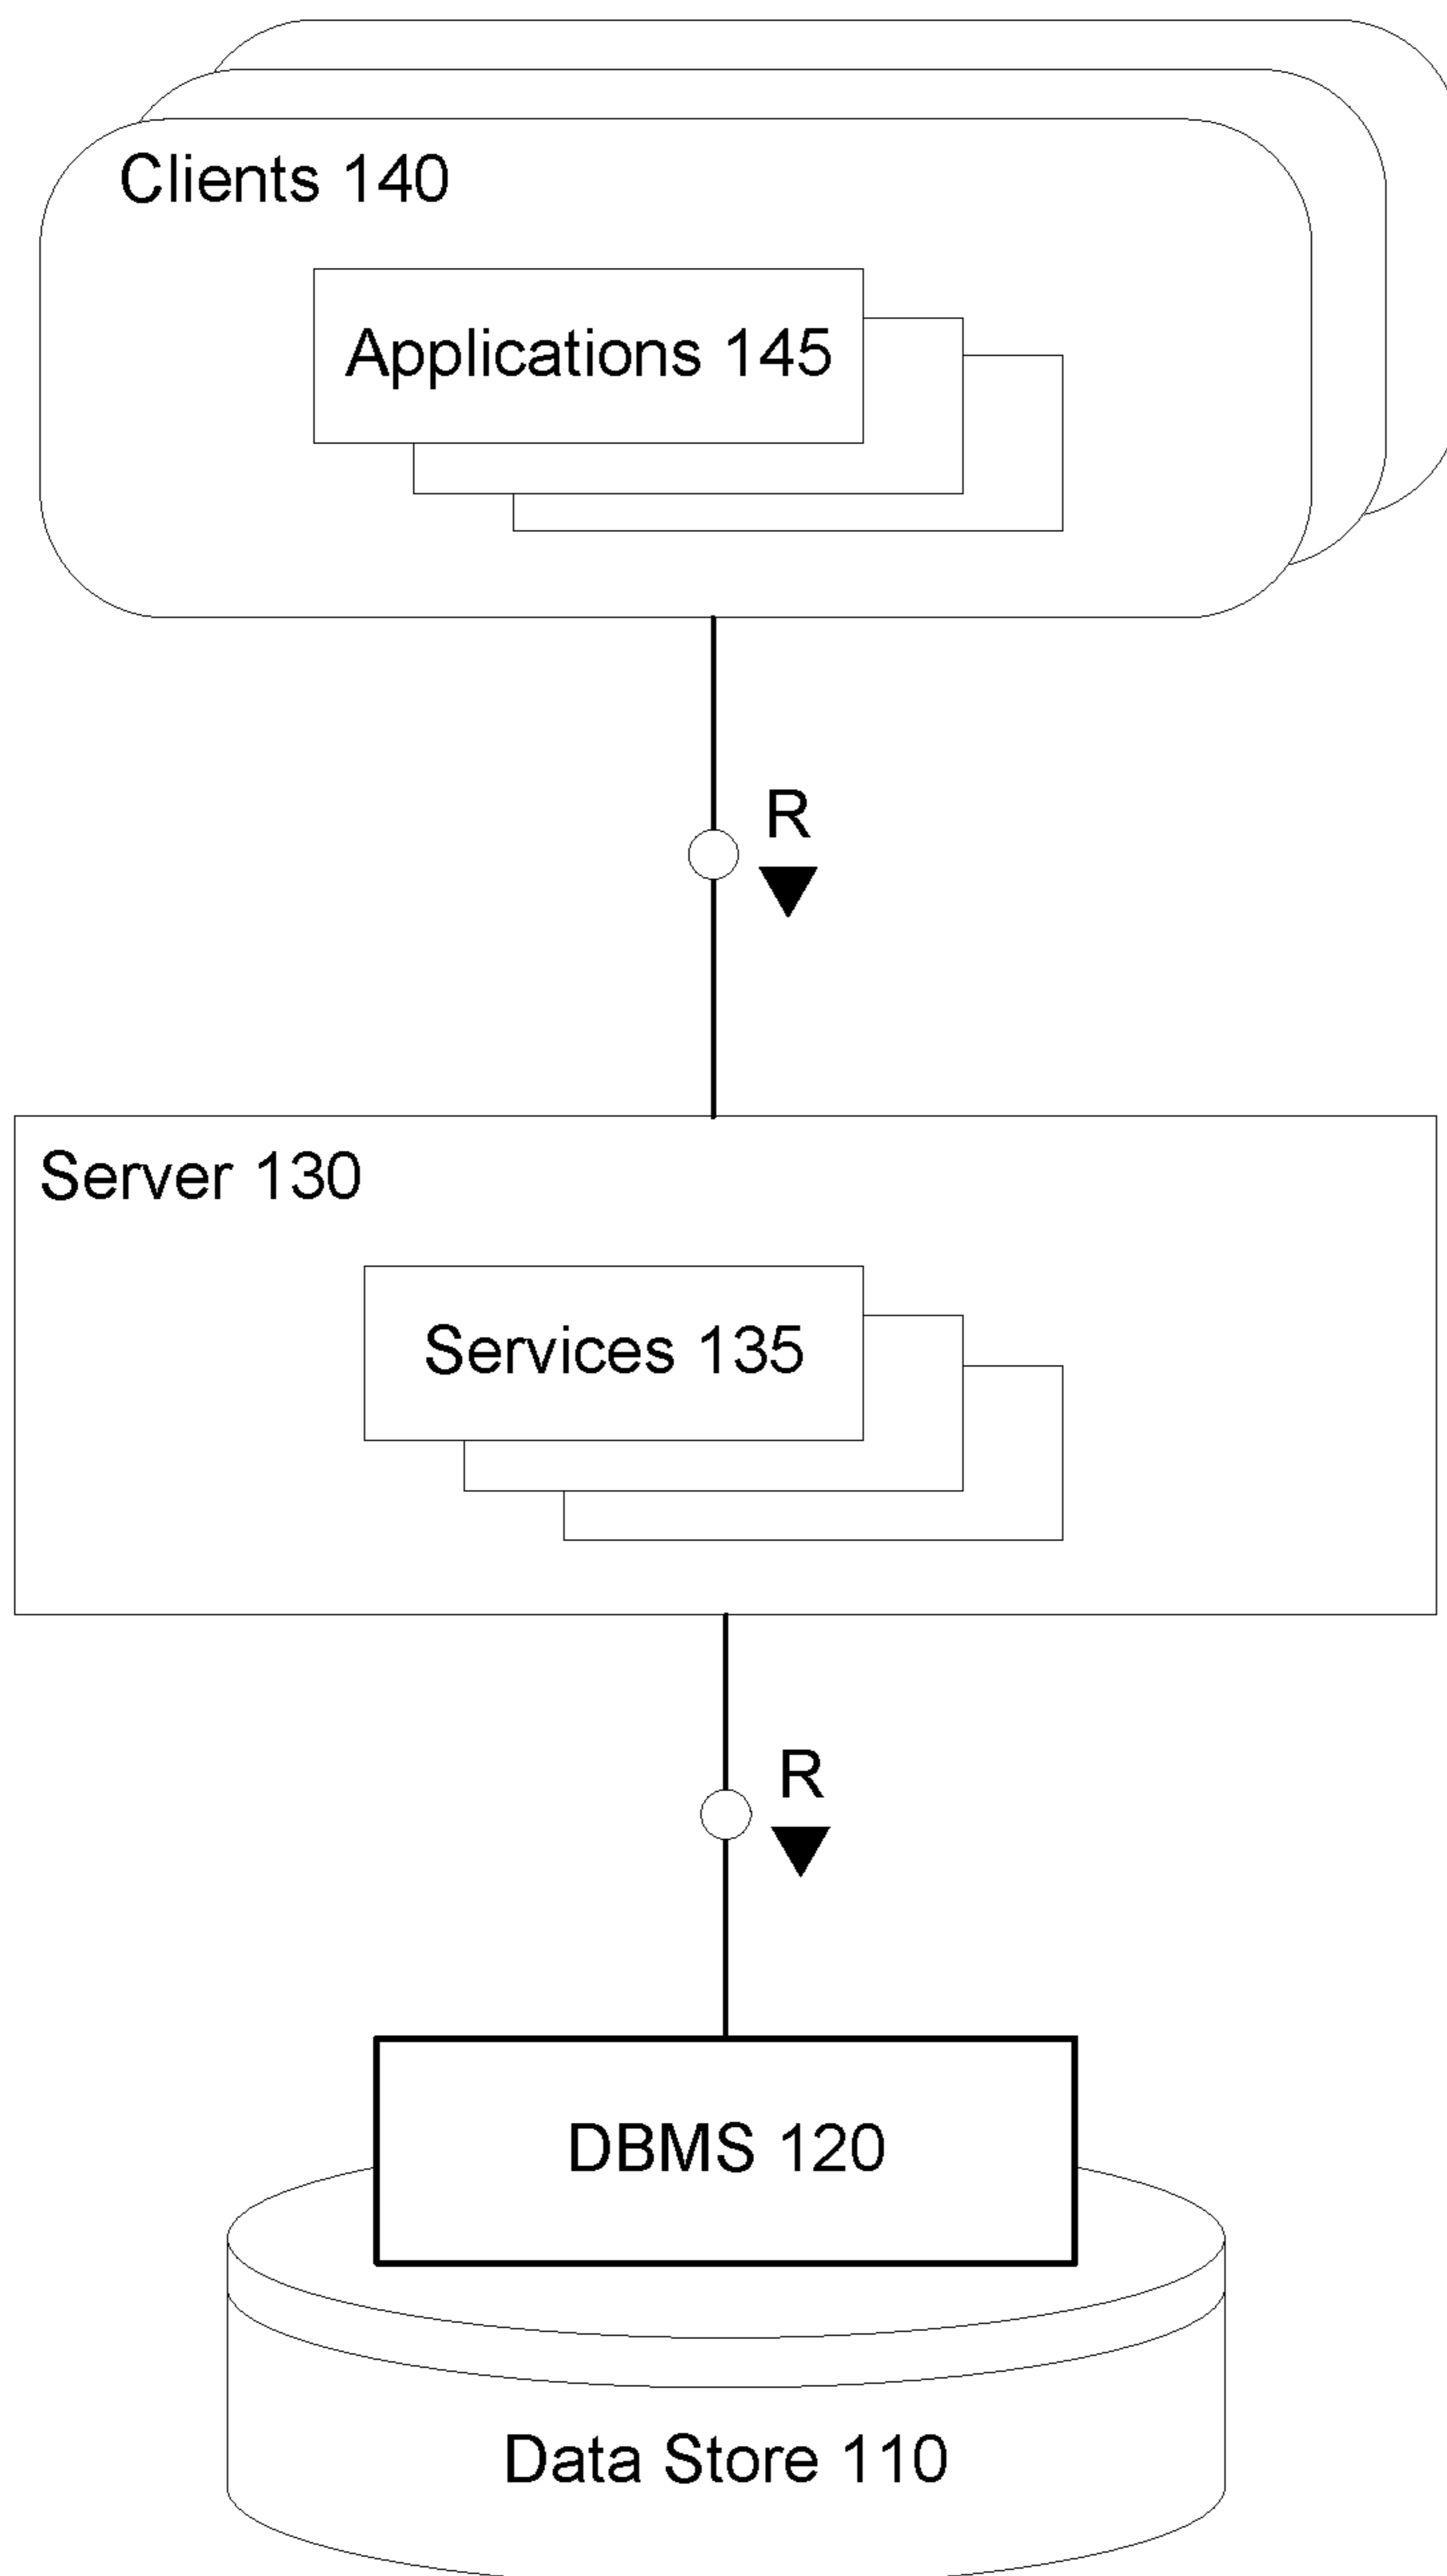 Clients 140
Applications 145
R
Server 130
Services 135
R
DBMS 120
Data Store 110